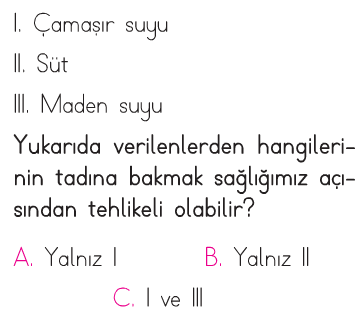 I. Çamaşır suyu
II. Süt
III. Maden suyu
Yukarıda verilenlerden hangileri-
nin tadına bakmak sağlığımız açı-
sından tehlikeli olabilir?
A. Yalnız I B. Yalnız II
C. I ve III